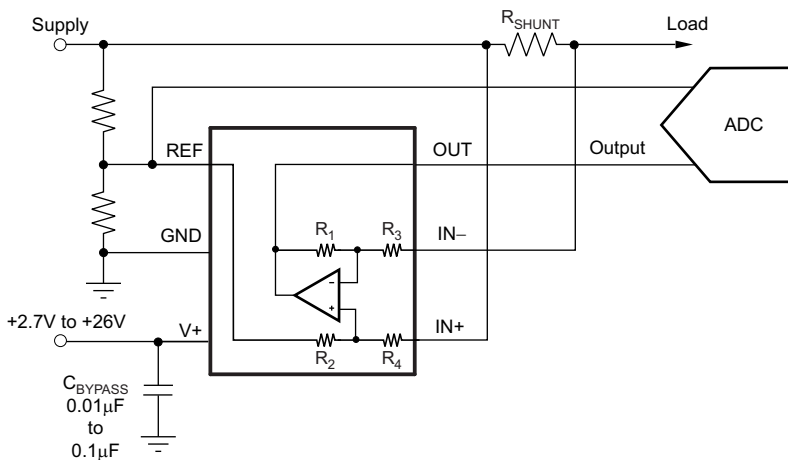 Supply
RSHUNT
Load
ADC
REF
OUT
Output
GND
R1
R3
IN−
−
+
+2.7V to +26V
V+
R2
R4
IN+
CBYPASS
0.01μF
to
0.1μF